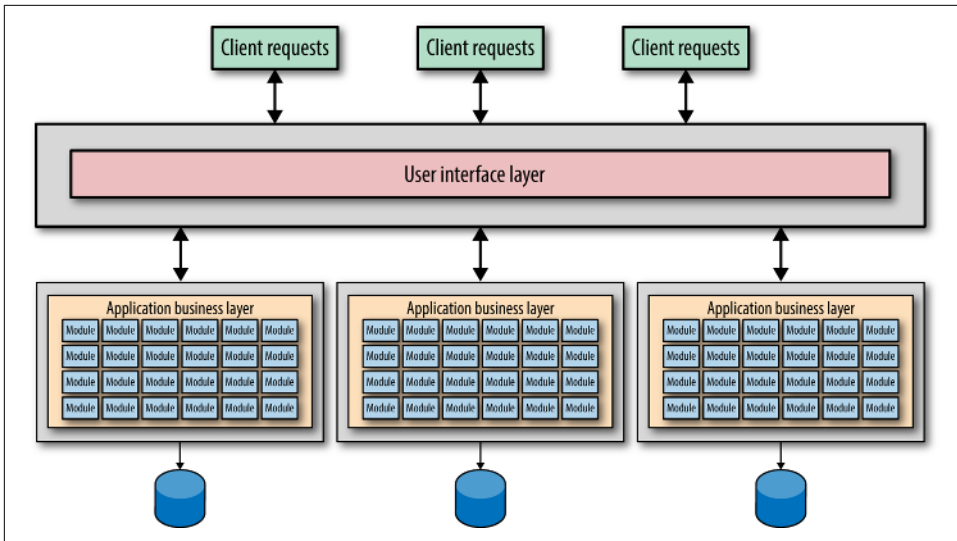 Client requests Client requests Client requests
User interface layer
Application business layer Application business layer Application business layer
Module Module Module Module Module Module Module Module Module Module Module Module Module Module Module Module Module Module
Module Module Module Module Module Module Module Module Module Module Module Module Module Module Module Module Module Module
Module Module Module Module Module Module Module Module Module Module Module Module Module Module Module Module Module Module
Module Module Module Module Module Module Module Module Module Module Module Module Module Module Module Module Module Module